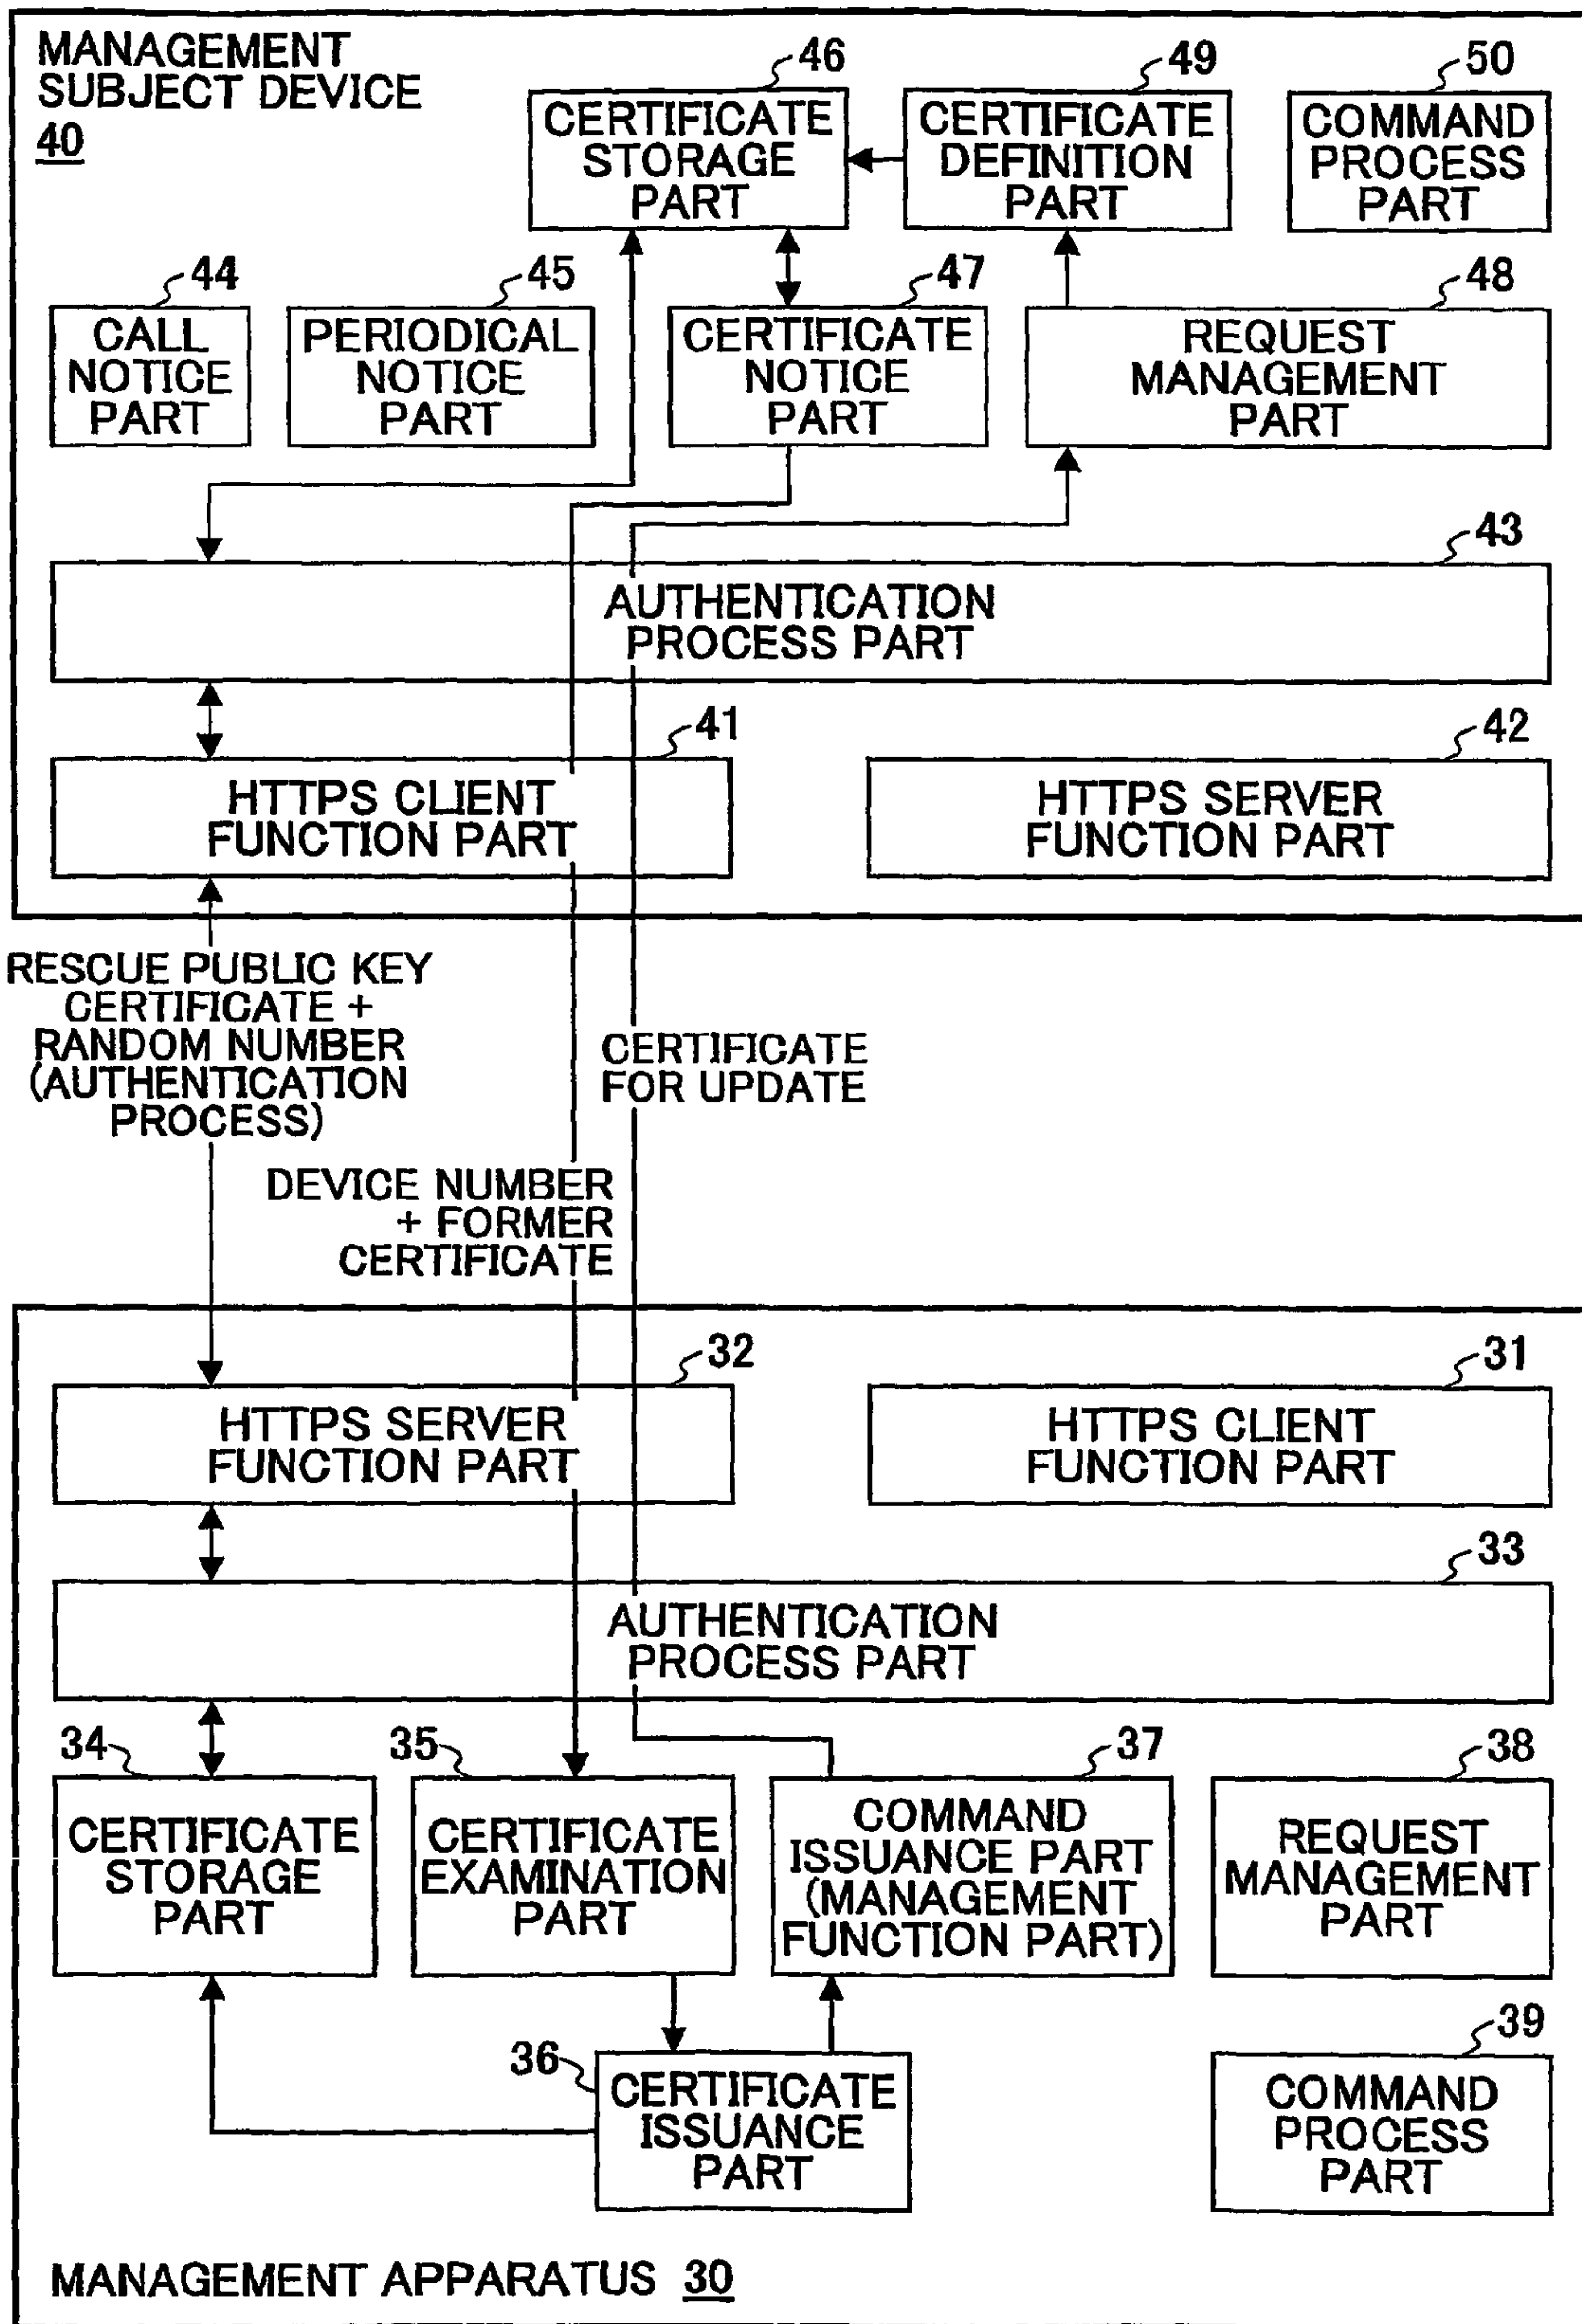 MANAGEMENT
SUBJECT DEVICE
40
46
CERTIFICATE
STORAGE
PART
49
CERTIFICATE
DEFINITION
PART
50
COMMAND
PROCESS
PART
44
CALL
NOTICE
PART
45
PERIODICAL
NOTICE
PART
47
CERTIFICATE
NOTICE
PART
48
REQUEST
MANAGEMENT
PART
43
AUTHENTICATION
PROCESS PART
41
HTTPS CLIENT
FUNCTION PART
42
HTTPS SERVER
FUNCTION PART
RESCUE PUBLIC KEY
CERTIFICATE +
RANDOM NUMBER
(AUTHENTICATION
PROCESS)
CERTIFICATE
FOR UPDATE
DEVICE NUMBER
+ FORMER
CERTIFICATE
32
HTTPS SERVER
FUNCTION PART
31
HTTPS CLIENT
FUNCTION PART
33
AUTHENTICATION
PROCESS PART
34
CERTIFICATE
STORAGE
PART
35
CERTIFICATE
EXAMINATION
PART
37
COMMAND
ISSUANCE PART
(MANAGEMENT
FUNCTION PART)
38
REQUEST
MANAGEMENT
PART
36
CERTIFICATE
ISSUANCE
PART
39
COMMAND
PROCESS
PART
MANAGEMENT APPARATUS 30